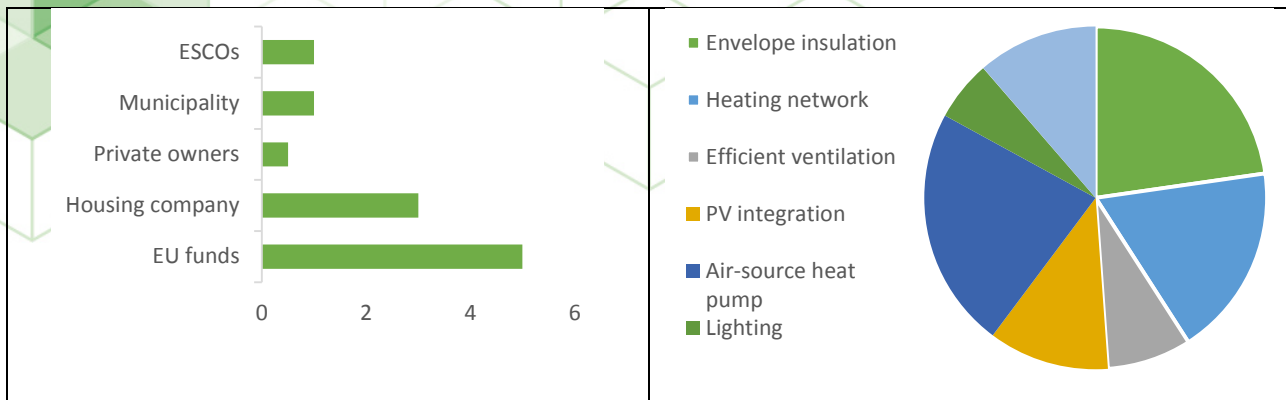 ESCOs
Municipality
Private owners
Housing company
EU funds
0 2 4 6
Envelope insulation
Heating network
Efficient ventilation
PV integration
Air-source heat
pump
Lighting